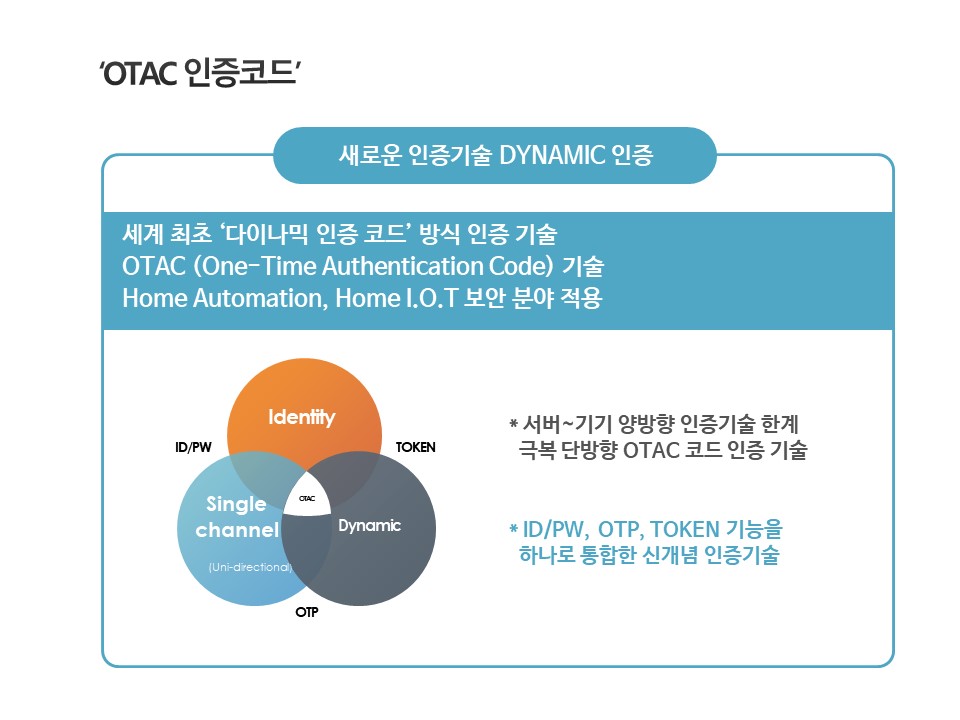 ‘OTAC 인증코드’
새로운 인증기술 DYNAMIC 인증
세계 최초 ‘다이나믹 인증 코드’ 방식 인증 기술
OTAC (One-Time Authentication Code) 기술
Home Automation, Home I.O.T 보안 분야 적용
Identify
ID/PW
TOKEN
OTAC
Single
channel
(Uni-directional)
Dynamic
OTP
* 서버~기기 양방향 인증기술 한계
극복 단방향 OTAC 코드 인증 기술
* ID/PW, OTP, TOKEN 기능을
하나로 통합한 신개념 인증기술